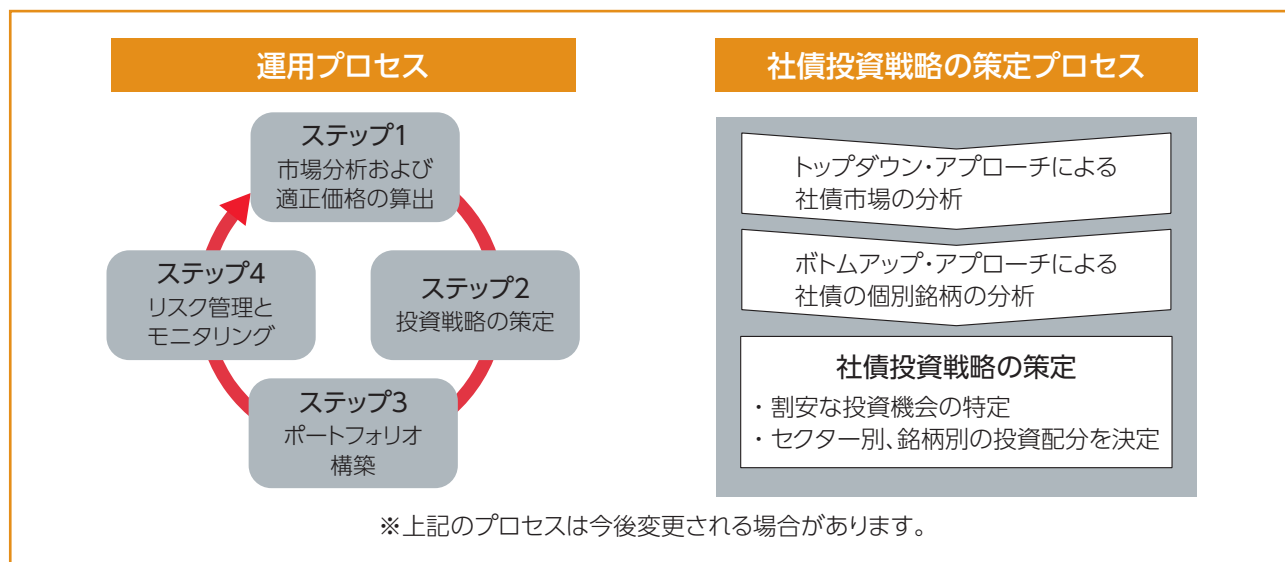 運用プロセス
ステップ1
市場分析および
適正価格の算出
ステップ2
投資戦略の策定
ステップ3
ポートフォリオ
構築
ステップ4
リスク管理と
モニタリング
社債投資戦略の策定プロセス
トップダウン・アプローチによる
社債市場の分析
ボトムアップ・アプローチによる
社債の個別銘柄の分析
社債投資戦略の策定
・割安な投資機会の特定
・セクター別、銘柄別の投資配分を決定
※上記のプロセスは今後変更される場合があります。